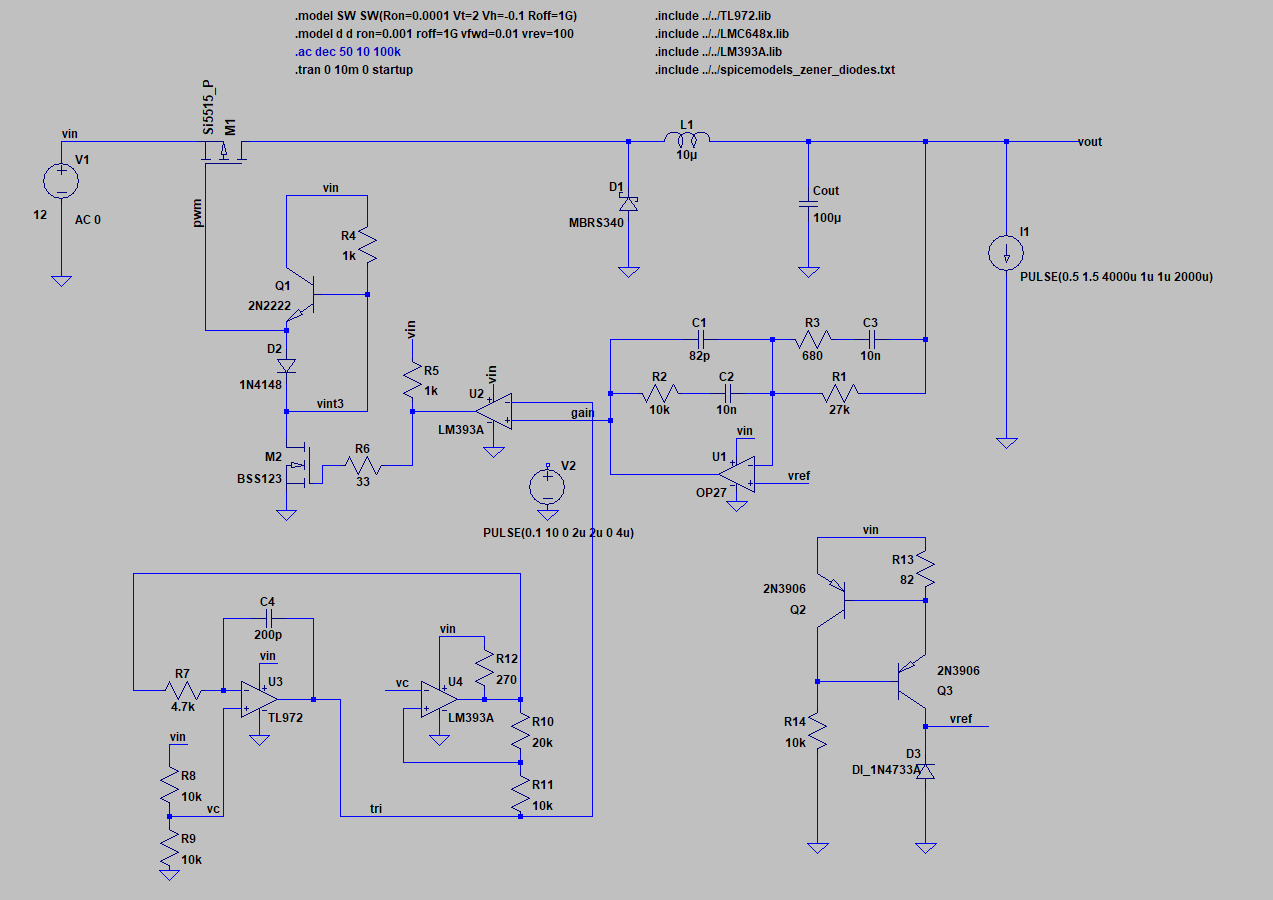 .model SW SW(Ron=0.0001 Vt=2 Vh=-0.1 Roff=1G)
.model d d ron=0.001 roff=1G vfwd=0.01 vrev=100
.ac dec 50 10 100k
.tran 0 10m 0 startup
.include ../../TL972.lib
.include ../../LMC648x.lib
.include ../../LM393A.lib
.include ../../spicemodels_zener_diodes.txt
Si5515_P
M1
vin
V1
12
AC 0
pwm
vin
R4
1k
Q1
2N2222
D2
1N4148
vint3
M2
BSS123
R6
33
vin
R5
1k
vin
U2
LM393A
gain
L1
10µ
D1
MBRS340
Cout
100µ
vout
I1
PULSE(0.5 1.5 4000u 1u 1u 2000u)
C1
82p
R3
680
C3
10n
R2
10k
C2
10n
R1
27k
vin
U1
OP27
vref
V2
PULSE(0.1 10 0 2u 2u 0 4u)
C4
200p
R7
4.7k
vin
U3
TL972
vin
R8
10k
vc
R9
10k
tri
vin
vc
U4
LM393A
R12
270
R10
20k
R11
10k
vin
R13
82
2N3906
Q2
2N3906
Q3
R14
10k
vref
D3
DI_1N4733A